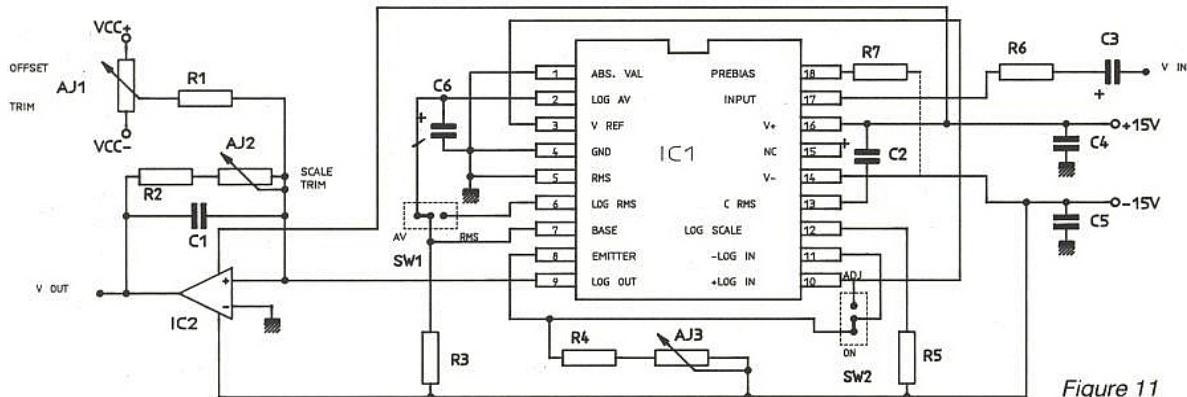 VCC+
OFFSET
TRIM
AJ1
R1
VCC-
AJ2
SCALE
TRIM
R2
C1
V OUT
IC2
C6
AV
RMS
SW1
R3
IC1
1 ABS. VAL
2 LOG AV
3 V REF
4 GND
5 RMS
6 LOG RMS
7 BASE
8 EMITTER
9 LOG OUT
PREBIAS 18
INPUT 17
V+ 16
NC 15
V- 14
C RMS 13
LOG SCALE 12
-LOG IN 11
+LOG IN 10
R7
R6
C3
+
V IN
+
C2
+15V
C4
-15V
C5
+
ADJ
ON
SW2
R4
AJ3
R5
+
-
Figure 11